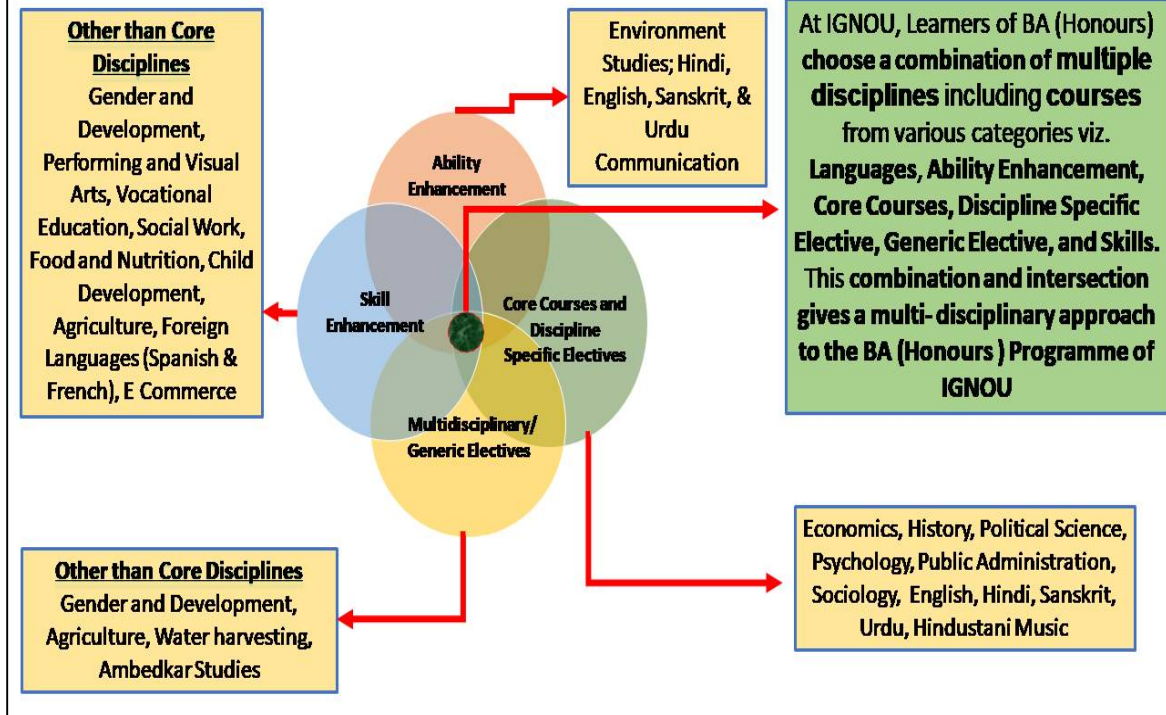 Other than Core
Disciplines
Gender and
Development,
Performing and Visual
Arts, Vocational
Education, Social Work,
Food and Nutrition, Child
Development,
Agriculture, Foreign
Languages (Spanish &
French), E Commerce
Environment
Studies; Hindi,
English, Sanskrit, &
Urdu
Communication
At IGNOU, Learners of BA (Honours)
choose a combination of multiple
disciplines including courses
from various categories viz.
Languages, Ability Enhancement,
Core Courses, Discipline Specific
Elective, Generic Elective, and Skills.
This combination and intersection
gives a multi- disciplinary approach
to the BA (Honours ) Programme of
IGNOU
Ability
Enhancement
Skill
Enhancement
Core Courses and
Discipline
Specific Electives
Multidisciplinary/
Generic Electives
Other than Core Disciplines
Gender and Development,
Agriculture, Water harvesting,
Ambedkar Studies
Economics, History, Political Science,
Psychology, Public Administration,
Sociology, English, Hindi, Sanskrit,
Urdu, Hindustani Music